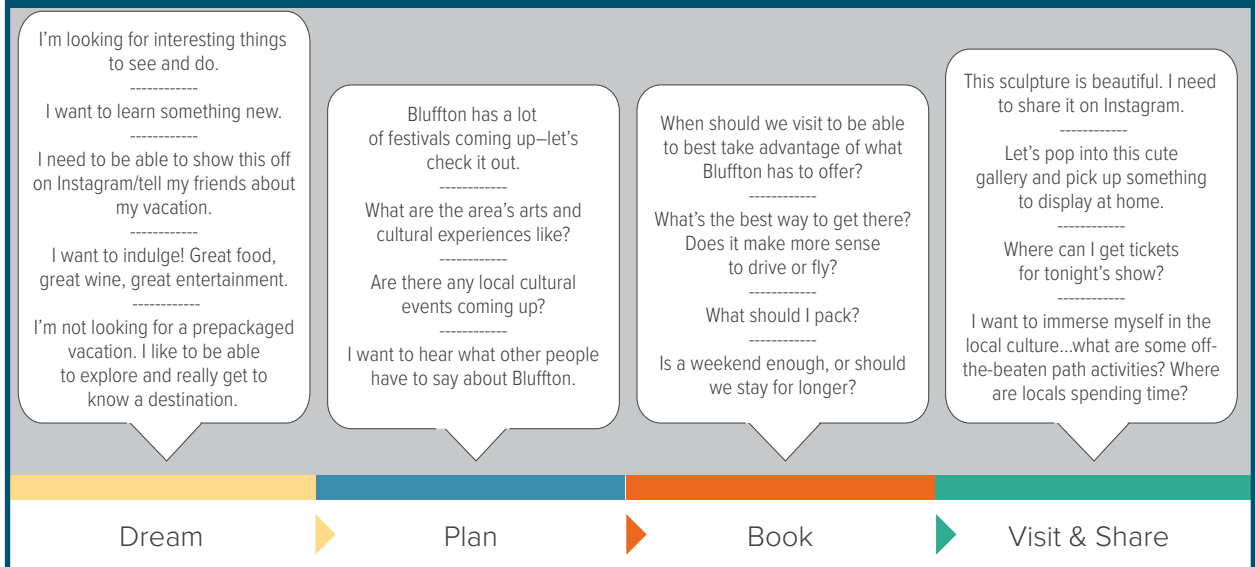 I'm looking for interesting things
to see and do.
------------
I want to learn something new.
------------
I need to be able to show this off
on Instagram/tell my friends about
my vacation.
------------
I want to indulge! Great food,
great wine, great entertainment.
------------
I'm not looking for a prepackaged
vacation. I like to be able
to explore and really get to
know a destination.
Bluffton has a lot
of festivals coming up–let's
check it out.
------------
What are the area's arts and
cultural experiences like?
------------
Are there any local cultural
events coming up?
------------
I want to hear what other people
have to say about Bluffton.
When should we visit to be able
to best take advantage of what
Bluffton has to offer?
------------
What's the best way to get there?
Does it make more sense
to drive or fly?
------------
What should I pack?
------------
Is a weekend enough, or should
we stay for longer?
This sculpture is beautiful. I need
to share it on Instagram.
------------
Let's pop into this cute
gallery and pick up something
to display at home.
------------
Where can I get tickets
for tonight's show?
------------
I want to immerse myself in the
local culture...what are some off-
the-beaten path activities? Where
are locals spending time?
Dream
Plan
Book
Visit & Share